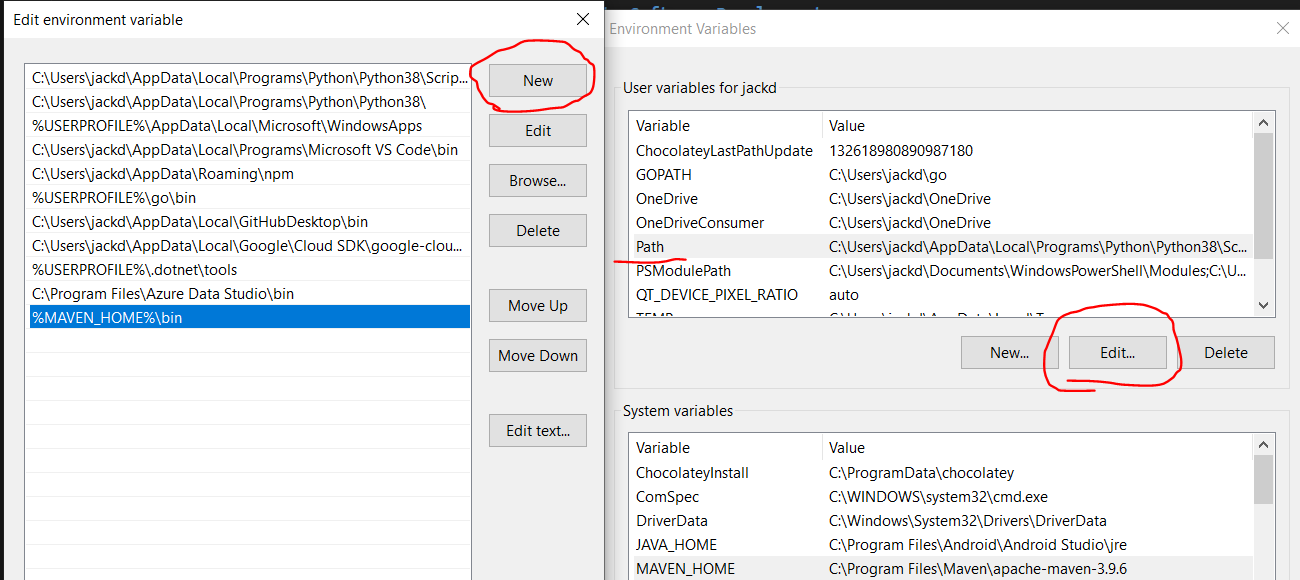 Edit environment variable
C:\Users\jackd\AppData\Local\Programs\Python\Python38\Scrip...
C:\Users\jackd\AppData\Local\Programs\Python\Python38\
%USERPROFILE%\AppData\Local\Microsoft\WindowsApps
C:\Users\jackd\AppData\Local\Programs\Microsoft VS Code\bin
C:\Users\jackd\AppData\Roaming\npm
%USERPROFILE%\go\bin
C:\Users\jackd\AppData\Local\GitHubDesktop\bin
C:\Users\jackd\AppData\Local\Google\Cloud SDK\google-clou...
%USERPROFILE%\.dotnet\tools
C:\Program Files\Azure Data Studio\bin
%MAVEN_HOME%\bin
New
Edit
Browse...
Delete
Move Up
Move Down
Edit text...
Environment Variables
User variables for jackd
Variable Value
ChocolateyLastPathUpdate 132618980890987180
GOPATH C:\Users\jackd\go
OneDrive C:\Users\jackd\OneDrive
OneDriveConsumer C:\Users\jackd\OneDrive
Path C:\Users\jackd\AppData\Local\Programs\Python\Python38\Sc...
PSModulePath C:\Users\jackd\Documents\WindowsPowerShell\Modules;C:\U...
QT_DEVICE_PIXEL_RATIO auto
New... Edit... Delete
System variables
Variable Value
ChocolateyInstall C:\ProgramData\chocolatey
ComSpec C:\WINDOWS\system32\cmd.exe
DriverData C:\Windows\System32\Drivers\DriverData
JAVA_HOME C:\Program Files\Android\Android Studio\jre
MAVEN_HOME C:\Program Files\Maven\apache-maven-3.9.6